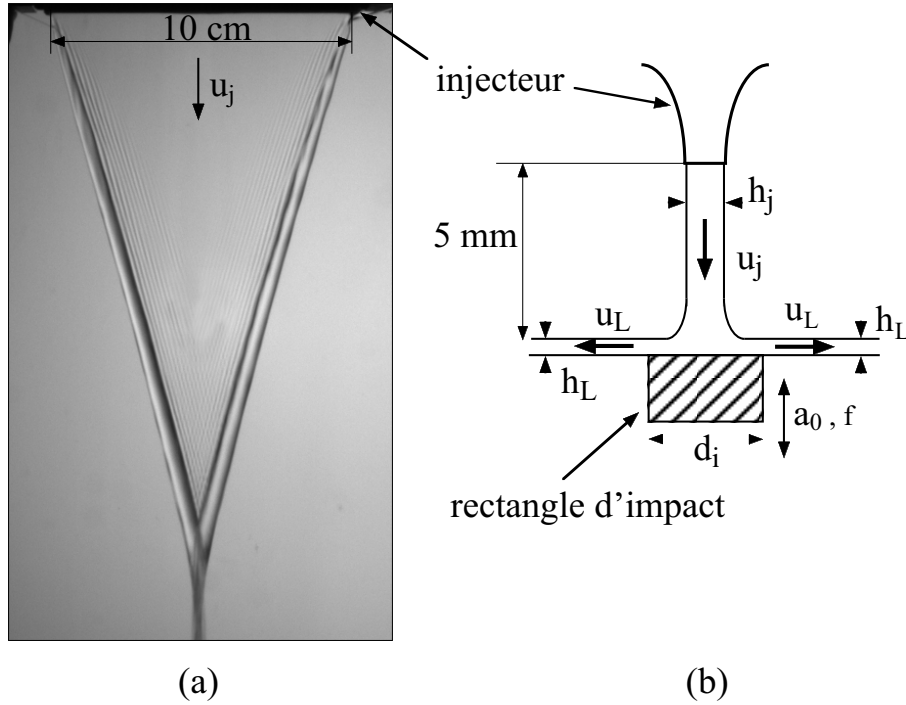 10 cm
uj
injecteur
hj
5 mm
uj
uL
uL
hL
hL
a0 , f
di
rectangle d'impact
(a)
(b)